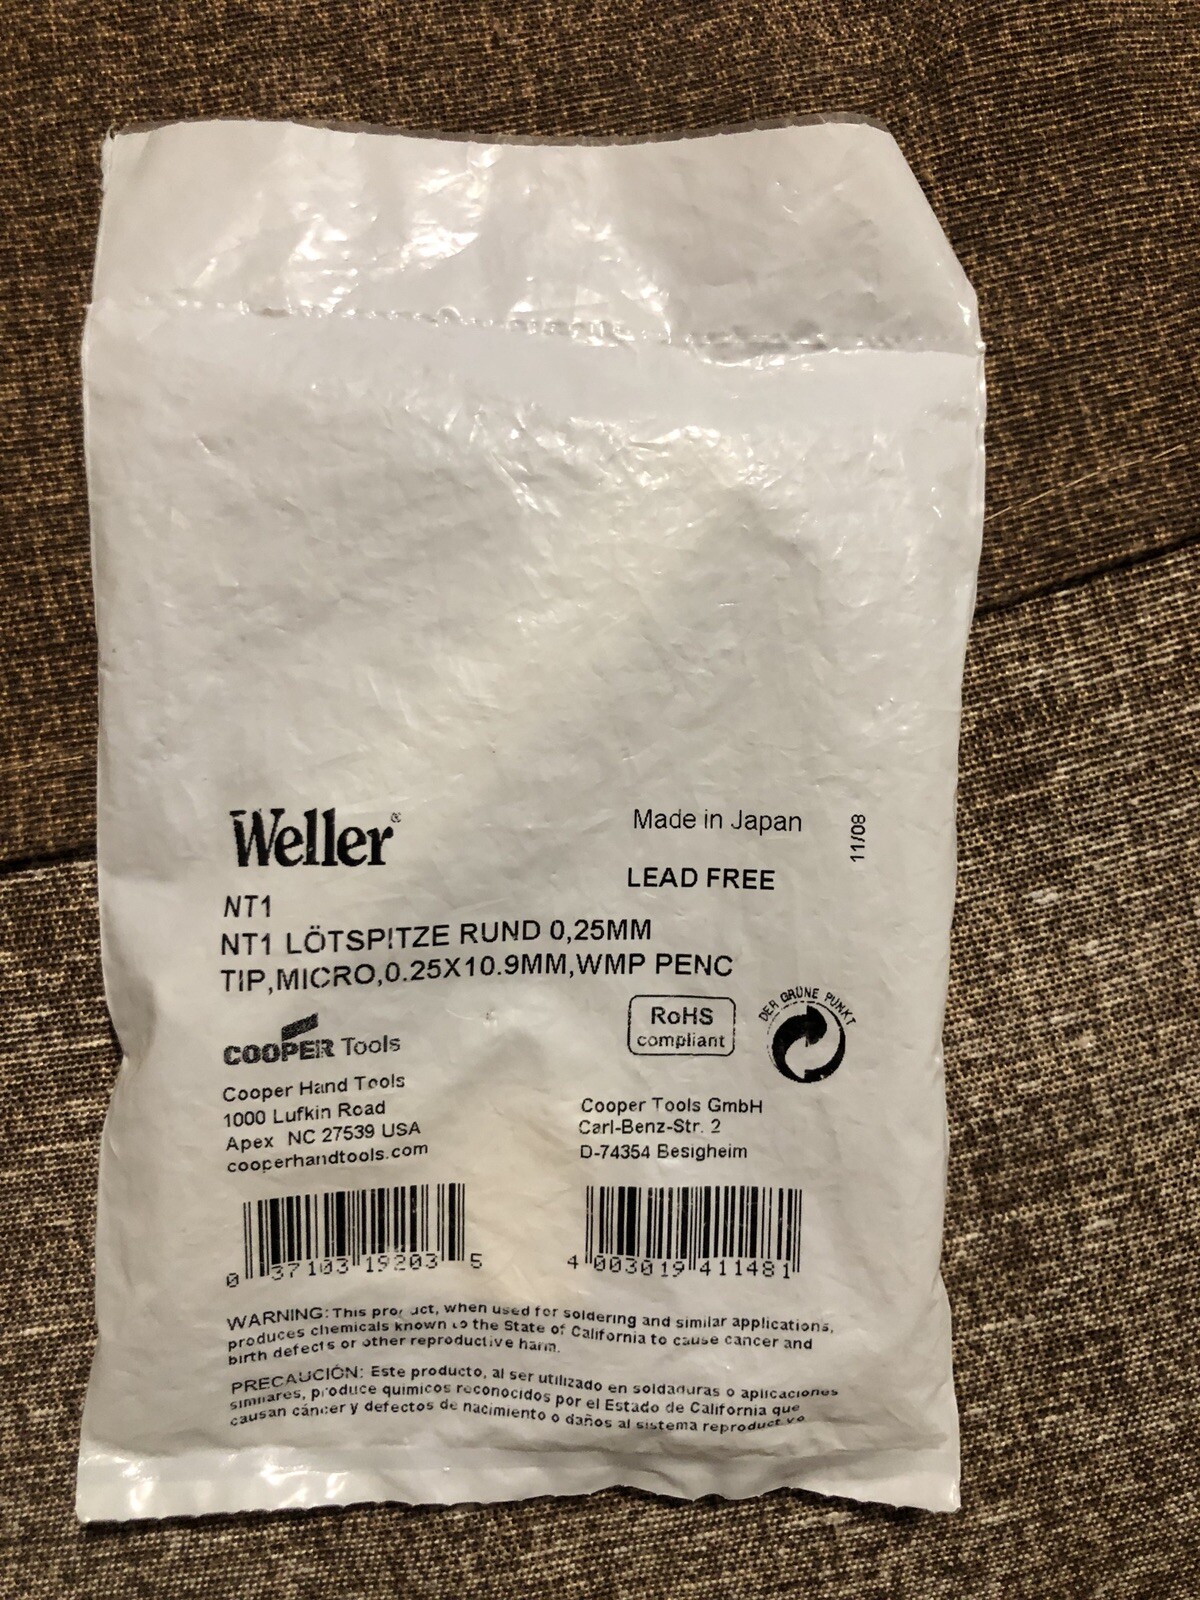 Weller®
Made in Japan
11/08
LEAD FREE
NT1
NT1 LÖTSPITZE RUND 0,25MM
TIP,MICRO,0.25X10.9MM,WMP PENC
RoHS
compliant
DER GRÜNE PUNKT
COOPER Tools
Cooper Hand Tools
1000 Lufkin Road
Apex NC 27539 USA
cooperhandtools.com
Cooper Tools GmbH
Carl-Benz-Str. 2
D-74354 Besigheim
0 37103 19203 5
4 003019 411481
WARNING: This product, when used for soldering and similar applications,
produces chemicals known to the State of California to cause cancer and
birth defects or other reproductive harm.
PRECAUCIÓN: Este producto, al ser utilizado en soldaduras o aplicaciones
similares, produce quimicos reconocidos por el Estado de California que
causan cáncer y defectos de nacimiento o daños al sistema reproductivo